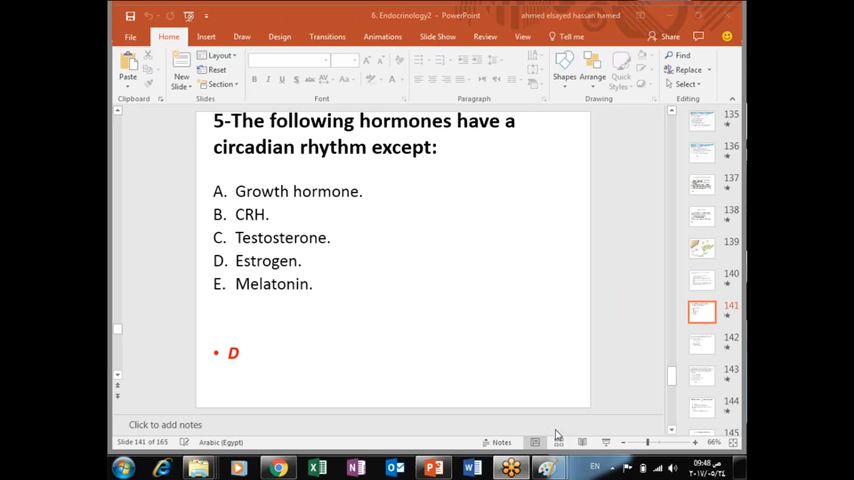 6. Endocrinology2 - PowerPoint
ahmed elsayed hassan hamed
File Home Insert Draw Design Transitions Animations Slide Show Review View Tell me Share
Paste
New Slide
Layout
Reset
Section
Shapes
Arrange
Quick Styles
Find
Replace
Select
Clipboard Slides Font Paragraph Drawing Editing
5-The following hormones have a
circadian rhythm except:
A. Growth hormone.
B. CRH.
C. Testosterone.
D. Estrogen.
E. Melatonin.
• D
135
136
137
138
139
140
141
142
143
144
145
Click to add notes
Slide 141 of 165 Arabic (Egypt) Notes 66%
EN
09:48 ص
٢٠١٧/٠٥/٢٤